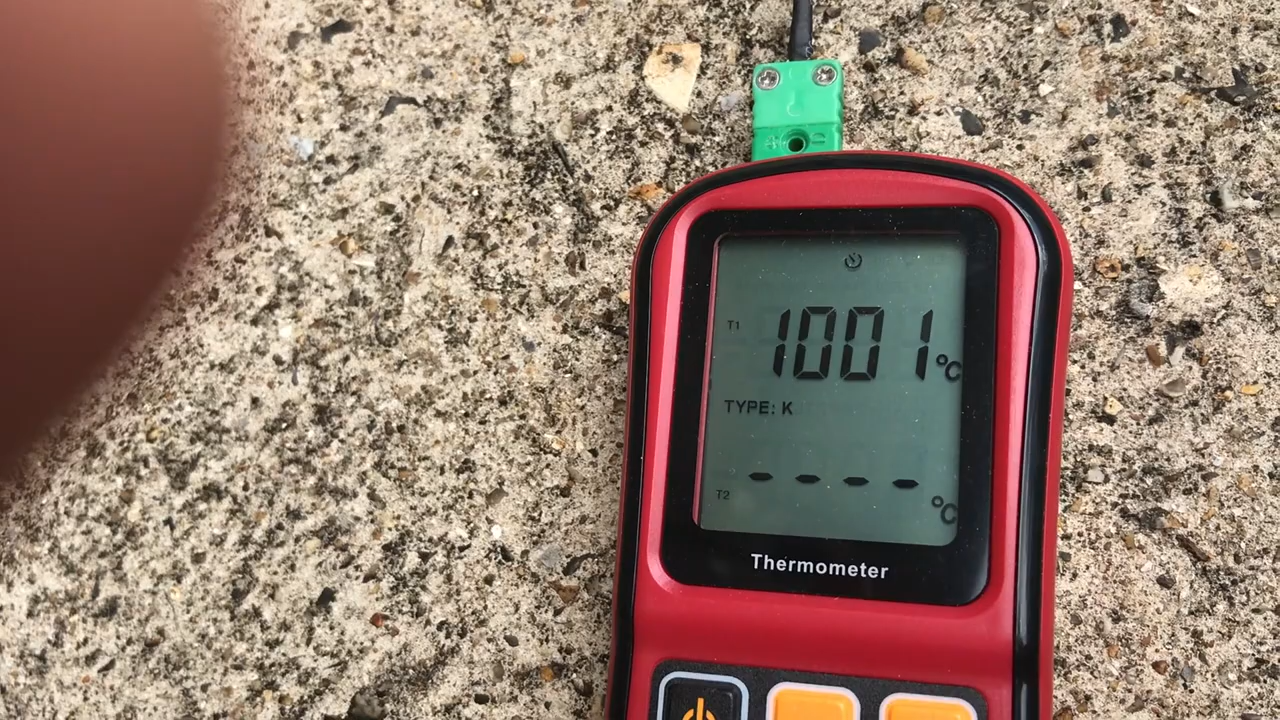 T1 1001 °C
TYPE: K
T2 - - - - °C
Thermometer